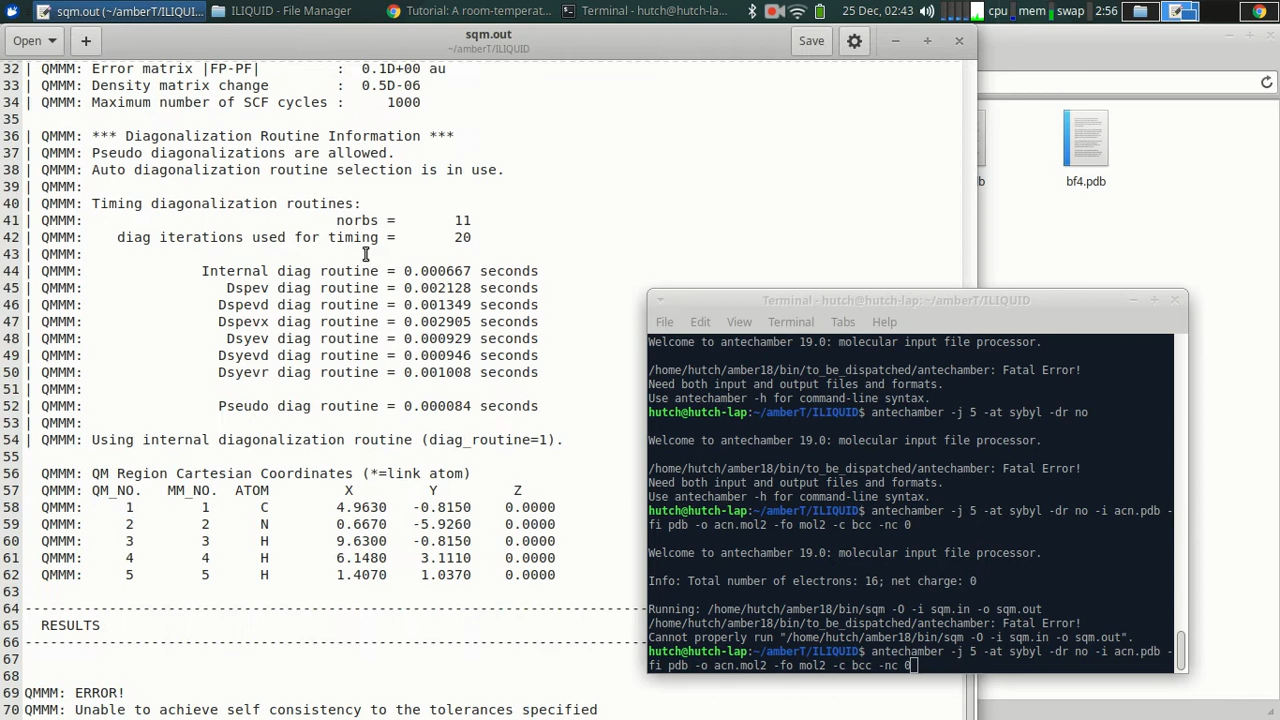 sqm.out (~/amberT/ILIQUID)...
ILIQUID - File Manager
Tutorial: A room-temperat...
Terminal - hutch@hutch-la...
25 Dec, 02:43
cpu
mem
swap
2:56
Open
+
sqm.out
~/amberT/ILIQUID
Save
32 | QMMM: Error matrix |FP-PF|         :  0.1D+00 au
33 | QMMM: Density matrix change        :  0.5D-06
34 | QMMM: Maximum number of SCF cycles :     1000
35
36 | QMMM: *** Diagonalization Routine Information ***
37 | QMMM: Pseudo diagonalizations are allowed.
38 | QMMM: Auto diagonalization routine selection is in use.
39 | QMMM:
40 | QMMM: Timing diagonalization routines:
41 | QMMM:                              norbs =       11
42 | QMMM:    diag iterations used for timing =       20
43 | QMMM:
44 | QMMM:              Internal diag routine = 0.000667 seconds
45 | QMMM:                 Dspev diag routine = 0.002128 seconds
46 | QMMM:                Dspevd diag routine = 0.001349 seconds
47 | QMMM:                Dspevx diag routine = 0.002905 seconds
48 | QMMM:                 Dsyev diag routine = 0.000929 seconds
49 | QMMM:                Dsyevd diag routine = 0.000946 seconds
50 | QMMM:                Dsyevr diag routine = 0.001008 seconds
51 | QMMM:
52 | QMMM:                Pseudo diag routine = 0.000084 seconds
53 | QMMM:
54 | QMMM: Using internal diagonalization routine (diag_routine=1).
55
56   QMMM: QM Region Cartesian Coordinates (*=link atom)
57   QMMM: QM_NO.   MM_NO.  ATOM         X         Y         Z
58   QMMM:     1        1      C        4.9630   -0.8150    0.0000
59   QMMM:     2        2      N        0.6670   -5.9260    0.0000
60   QMMM:     3        3      H        9.6300   -0.8150    0.0000
61   QMMM:     4        4      H        6.1480    3.1110    0.0000
62   QMMM:     5        5      H        1.4070    1.0370    0.0000
63
64 --------------------------------------------------------------------------
65   RESULTS
66 --------------------------------------------------------------------------
67
68
69 QMMM: ERROR!
70 QMMM: Unable to achieve self consistency to the tolerances specified
bf4.pdb
Terminal - hutch@hutch-lap: ~/amberT/ILIQUID
File Edit View Terminal Tabs Help
Welcome to antechamber 19.0: molecular input file processor.
/home/hutch/amber18/bin/to_be_dispatched/antechamber: Fatal Error!
Need both input and output files and formats.
Use antechamber -h for command-line syntax.
hutch@hutch-lap:~/amberT/ILIQUID$ antechamber -j 5 -at sybyl -dr no
Welcome to antechamber 19.0: molecular input file processor.
/home/hutch/amber18/bin/to_be_dispatched/antechamber: Fatal Error!
Need both input and output files and formats.
Use antechamber -h for command-line syntax.
hutch@hutch-lap:~/amberT/ILIQUID$ antechamber -j 5 -at sybyl -dr no -i acn.pdb -
fi pdb -o acn.mol2 -fo mol2 -c bcc -nc 0
Welcome to antechamber 19.0: molecular input file processor.
Info: Total number of electrons: 16; net charge: 0
Running: /home/hutch/amber18/bin/sqm -O -i sqm.in -o sqm.out
/home/hutch/amber18/bin/to_be_dispatched/antechamber: Fatal Error!
Cannot properly run "/home/hutch/amber18/bin/sqm -O -i sqm.in -o sqm.out".
hutch@hutch-lap:~/amberT/ILIQUID$ antechamber -j 5 -at sybyl -dr no -i acn.pdb -
fi pdb -o acn.mol2 -fo mol2 -c bcc -nc 0